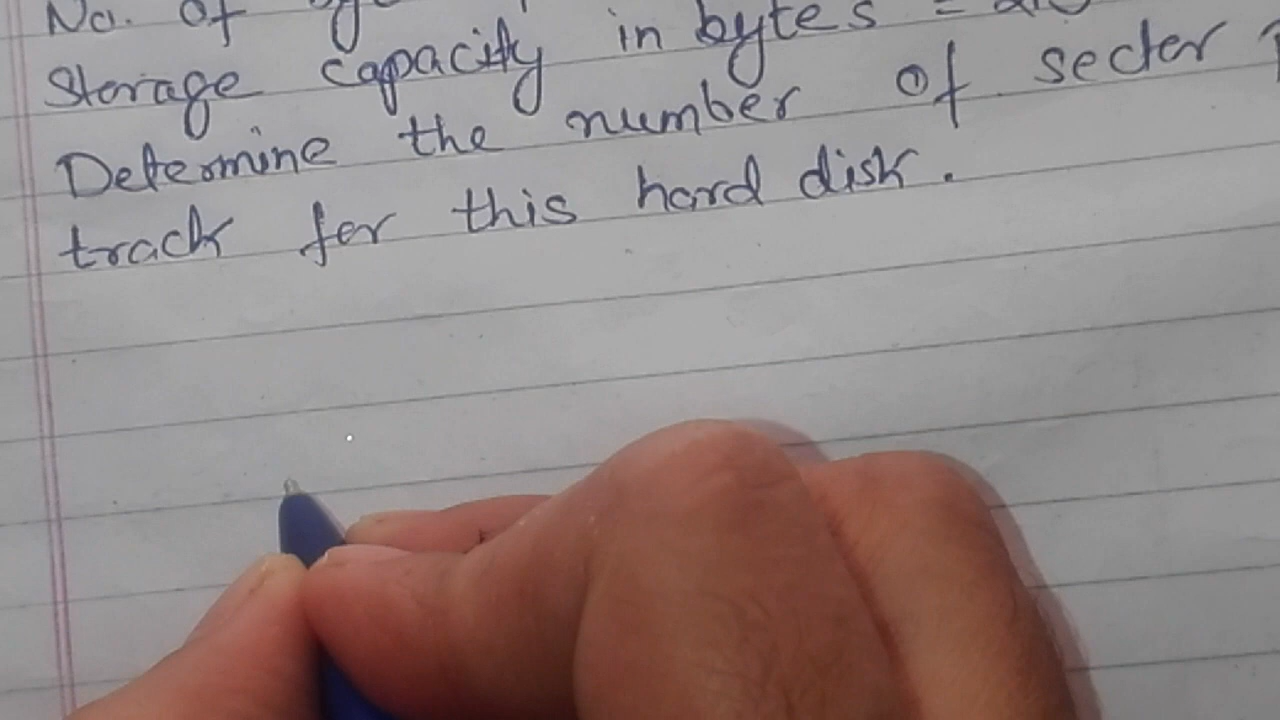 No. of
Storage capacity in bytes =
Determine the number of sector
track for this hard disk.